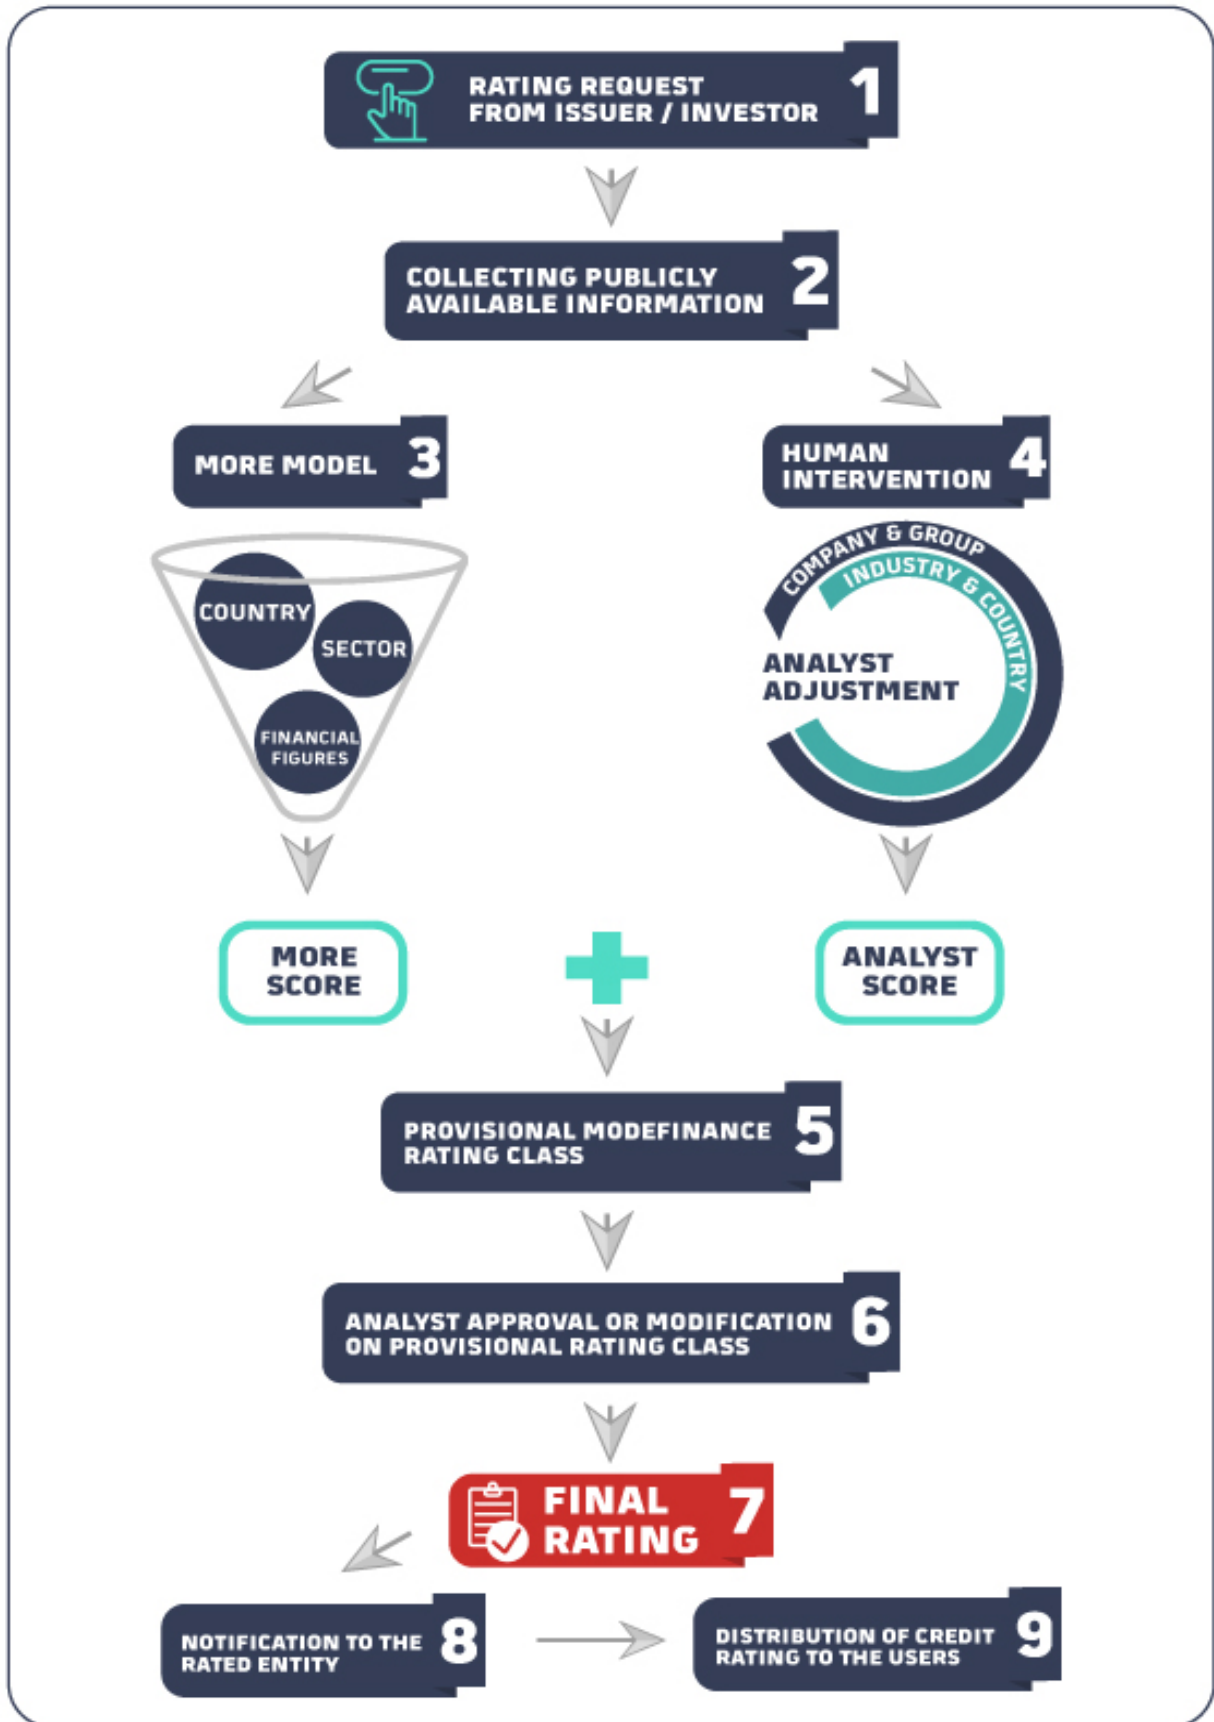 RATING REQUEST
FROM ISSUER / INVESTOR
1
COLLECTING PUBLICLY
AVAILABLE INFORMATION
2
MORE MODEL
3
HUMAN
INTERVENTION
4
COUNTRY
SECTOR
FINANCIAL
FIGURES
COMPANY & GROUP
INDUSTRY & COUNTRY
ANALYST
ADJUSTMENT
MORE
SCORE
ANALYST
SCORE
PROVISIONAL MODEFINANCE
RATING CLASS
5
ANALYST APPROVAL OR MODIFICATION
ON PROVISIONAL RATING CLASS
6
FINAL
RATING
7
NOTIFICATION TO THE
RATED ENTITY
8
DISTRIBUTION OF CREDIT
RATING TO THE USERS
9